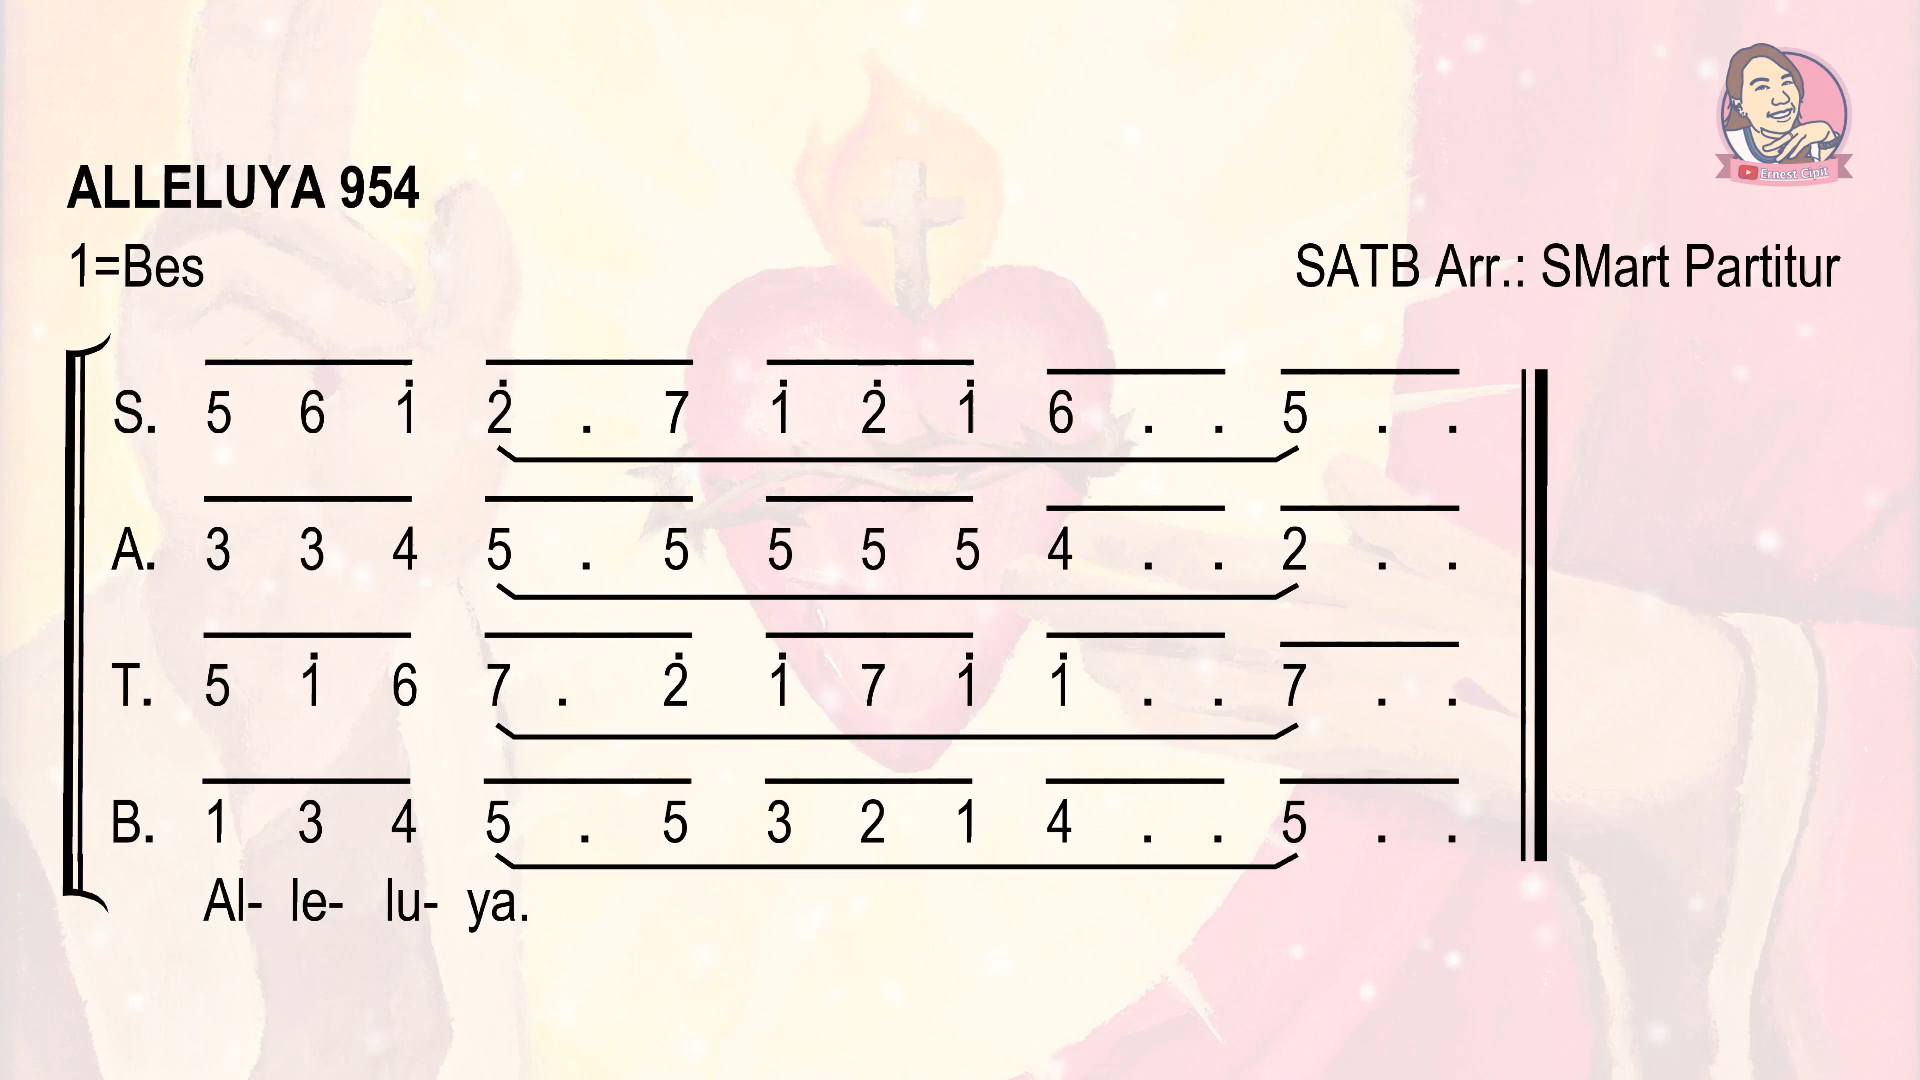 Ernest Cipit
ALLELUYA 954
1=Bes
SATB Arr.: SMart Partitur
S. 5 6 1̇ 2̇ . 7 1̇ 2̇ 1̇ 6 . . 5 . .
A. 3 3 4 5 . 5 5 5 5 4 . . 2 . .
T. 5 1̇ 6 7 . 2̇ 1̇ 7 1̇ 1̇ . . 7 . .
B. 1 3 4 5 . 5 3 2 1 4 . . 5 . .
Al- le- lu- ya.